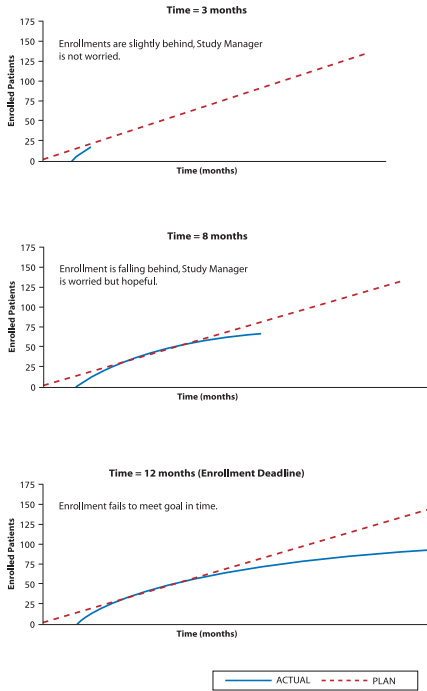 Time = 3 months
175
150
125
100
75
50
25
0
Enrolled Patients
Enrollments are slightly behind, Study Manager
is not worried.
Time (months)
Time = 8 months
175
150
125
100
75
50
25
0
Enrolled Patients
Enrollment is falling behind, Study Manager
is worried but hopeful.
Time (months)
Time = 12 months (Enrollment Deadline)
175
150
125
100
75
50
25
0
Enrolled Patients
Enrollment fails to meet goal in time.
Time (months)
ACTUAL PLAN